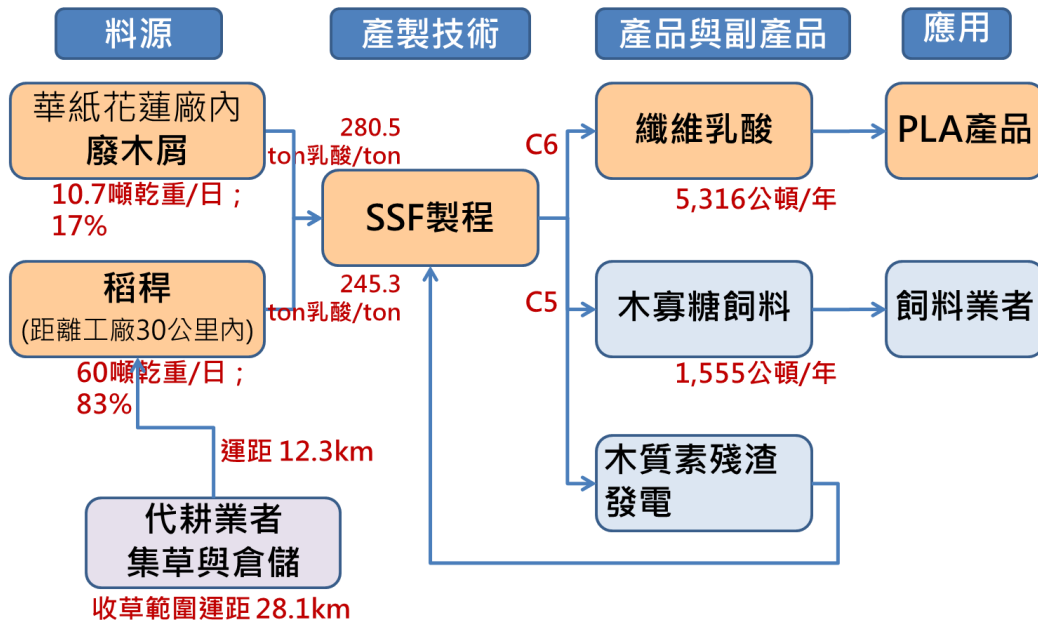 料源
產製技術
產品與副產品
應用
華紙花蓮廠內
廢木屑
10.7噸乾重/日；
17%
280.5
ton乳酸/ton
SSF製程
245.3
ton乳酸/ton
稻稈
(距離工廠30公里內)
60噸乾重/日；
83%
運距 12.3km
代耕業者
集草與倉儲
收草範圍運距 28.1km
C6
纖維乳酸
5,316公頓/年
PLA產品
C5
木寡糖飼料
1,555公頓/年
飼料業者
木質素殘渣
發電